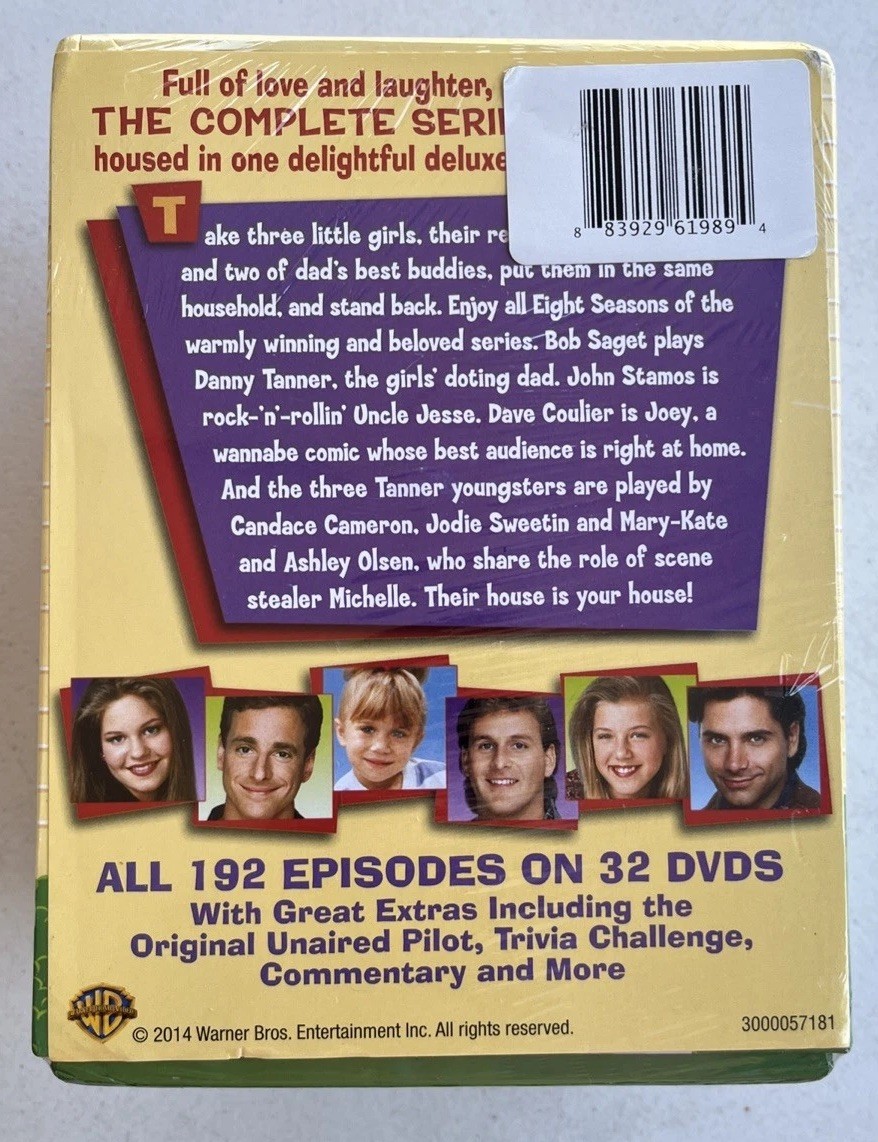 Full of love and laughter,
THE COMPLETE SERI
housed in one delightful deluxe
8 83929 61989 4
Take three little girls, their re
and two of dad's best buddies, put them in the same
household, and stand back. Enjoy all Eight Seasons of the
warmly winning and beloved series. Bob Saget plays
Danny Tanner, the girls' doting dad. John Stamos is
rock-'n'-rollin' Uncle Jesse. Dave Coulier is Joey, a
wannabe comic whose best audience is right at home.
And the three Tanner youngsters are played by
Candace Cameron, Jodie Sweetin and Mary-Kate
and Ashley Olsen, who share the role of scene
stealer Michelle. Their house is your house!
ALL 192 EPISODES ON 32 DVDS
With Great Extras Including the
Original Unaired Pilot, Trivia Challenge,
Commentary and More
WB
© 2014 Warner Bros. Entertainment Inc. All rights reserved.
3000057181